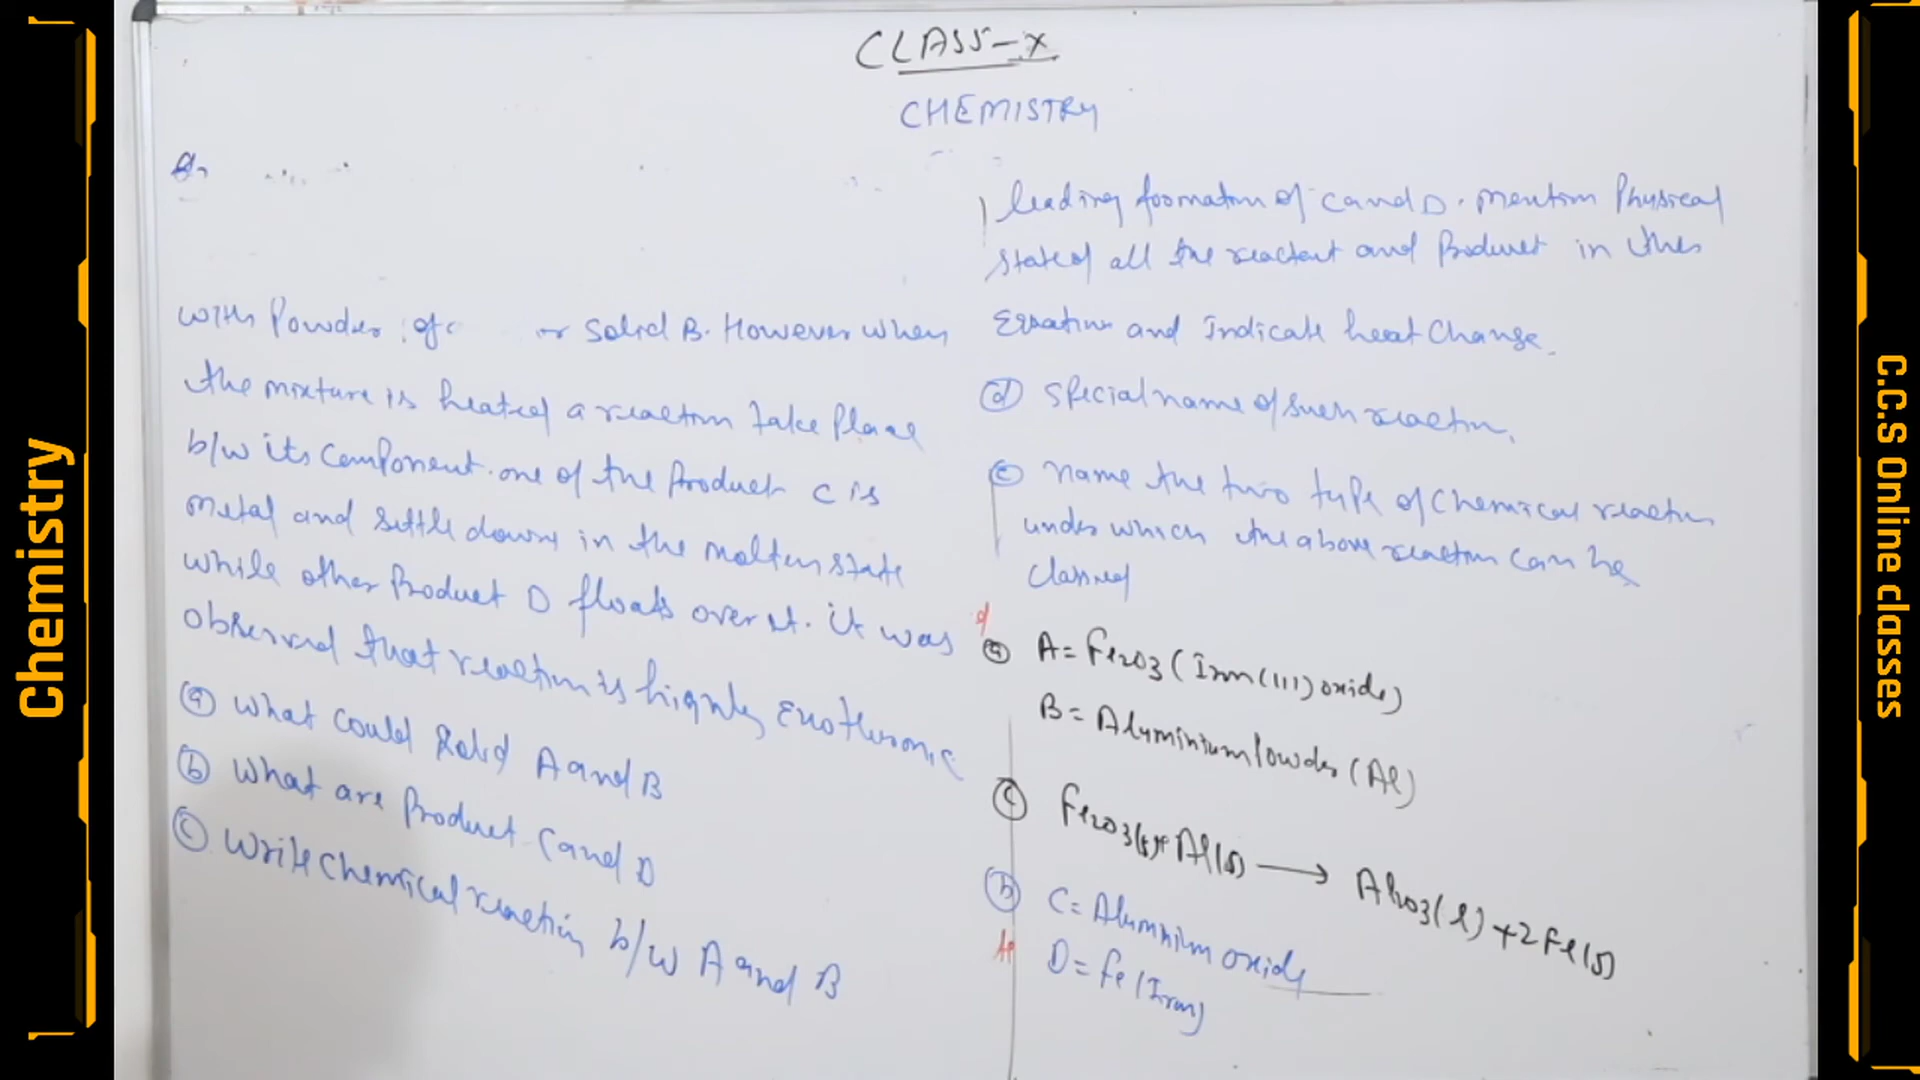 CLASS-X
CHEMISTRY
Q.
with Powder of or solid B. However when
the mixture is heated a reaction take place
b/w its component. one of the Product C is
metal and settle down in the molten state
while other Product D floats over it. it was
observed that reaction is highly Exothermic
(a) What could Solid A and B
(b) What are Product C and D
(c) Write Chemical reaction b/w A and B
leading formation of C and D. Mention Physical
state of all the reactant and Product in this
Equation and Indicate heat Change.
(d) Special name of such reaction.
(e) Name the two type of Chemical reaction
under which the above reaction can be
classified
(a) A = Fe2O3 (Iron (III) oxide)
B = Aluminium Powder (Al)
(c) Fe2O3(s) + Al(s) → Al2O3(l) + 2Fe(s)
(b) C = Aluminium oxide
D = Fe (Iron)
Chemistry
C.C.S Online classes